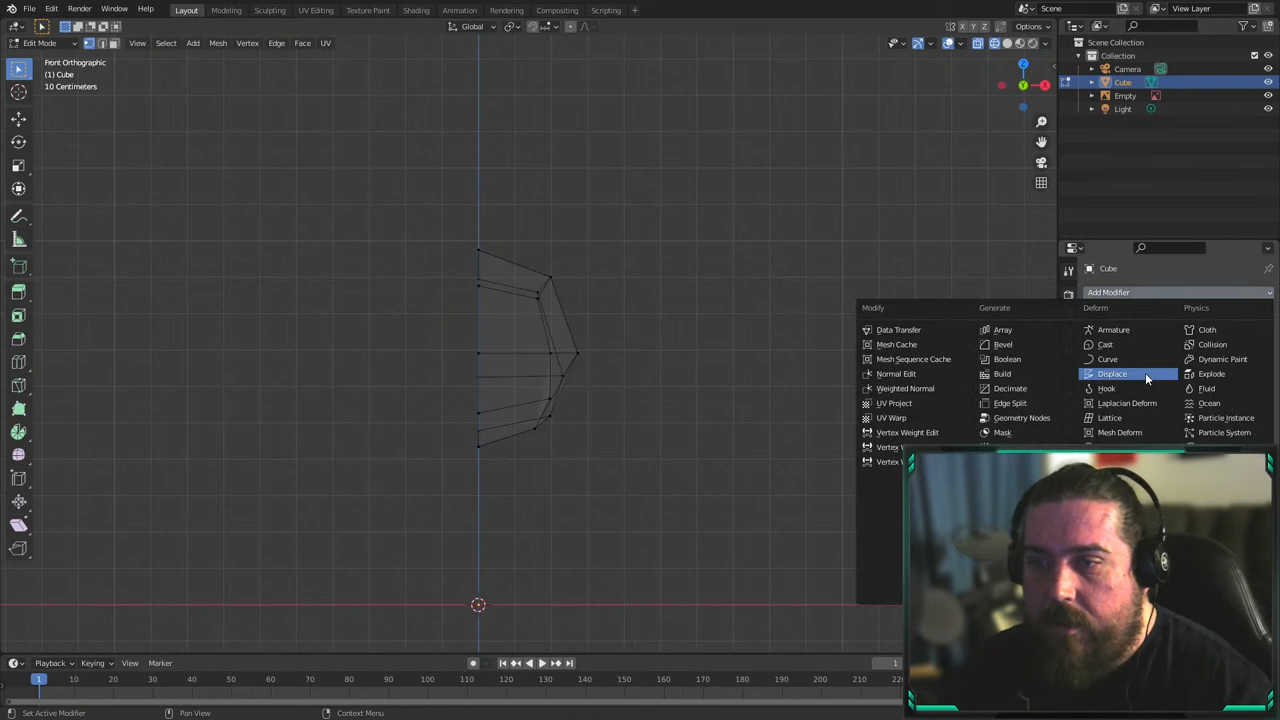 File Edit Render Window Help Layout Modeling Sculpting UV Editing Texture Paint Shading Animation Rendering Compositing Scripting + Scene View Layer
Global X Y Z Options
Edit Mode View Select Add Mesh Vertex Edge Face UV
Front Orthographic
(1) Cube
10 Centimeters
Z
Y
X
Scene Collection
Collection
Camera
Cube
Empty
Light
Cube
Add Modifier
Modify Generate Deform Physics
Data Transfer Array Armature Cloth
Mesh Cache Bevel Cast Collision
Mesh Sequence Cache Boolean Curve Dynamic Paint
Normal Edit Build Displace Explode
Weighted Normal Decimate Hook Fluid
UV Project Edge Split Laplacian Deform Ocean
UV Warp Geometry Nodes Lattice Particle Instance
Vertex Weight Edit Mask Mesh Deform Particle System
Vertex
Vertex
Playback Keying View Marker 1
1 10 20 30 40 50 60 70 80 90 100 110 120 130 140 150 160 170 180 190 200 210
Set Active Modifier Pan View Context Menu